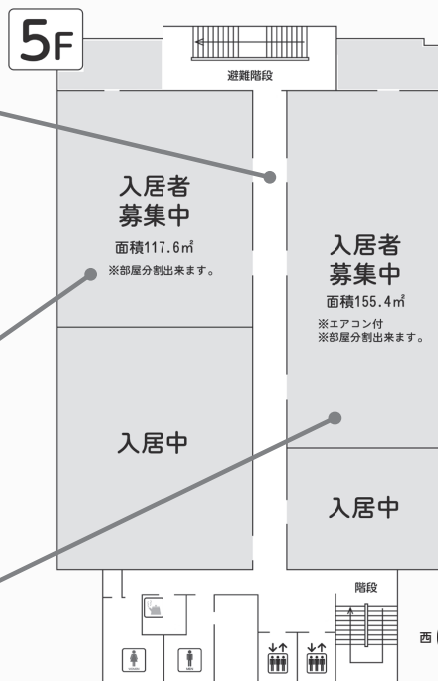 5F
避難階段
入居者
募集中
面積117.6㎡
※部屋分割出来ます。
入居者
募集中
面積155.4㎡
※エアコン付
※部屋分割出来ます。
入居中
入居中
階段
西